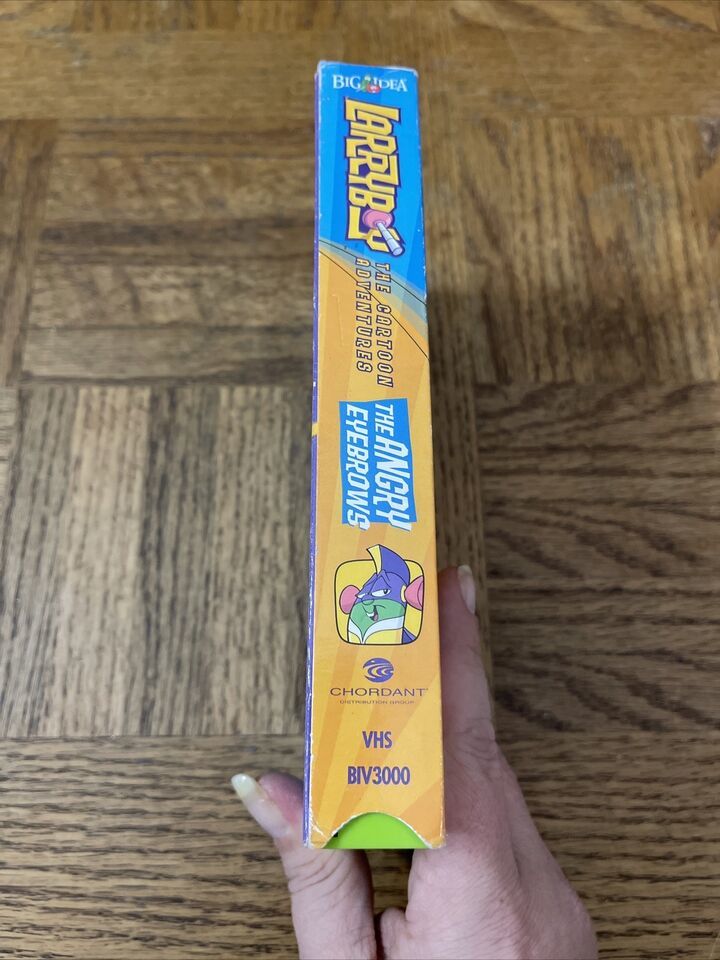 BIG IDEA
LARRYBOY
THE CARTOON
ADVENTURES
THE ANGRY
EYEBROWS
CHORDANT
DISTRIBUTION GROUP
VHS
BIV3000